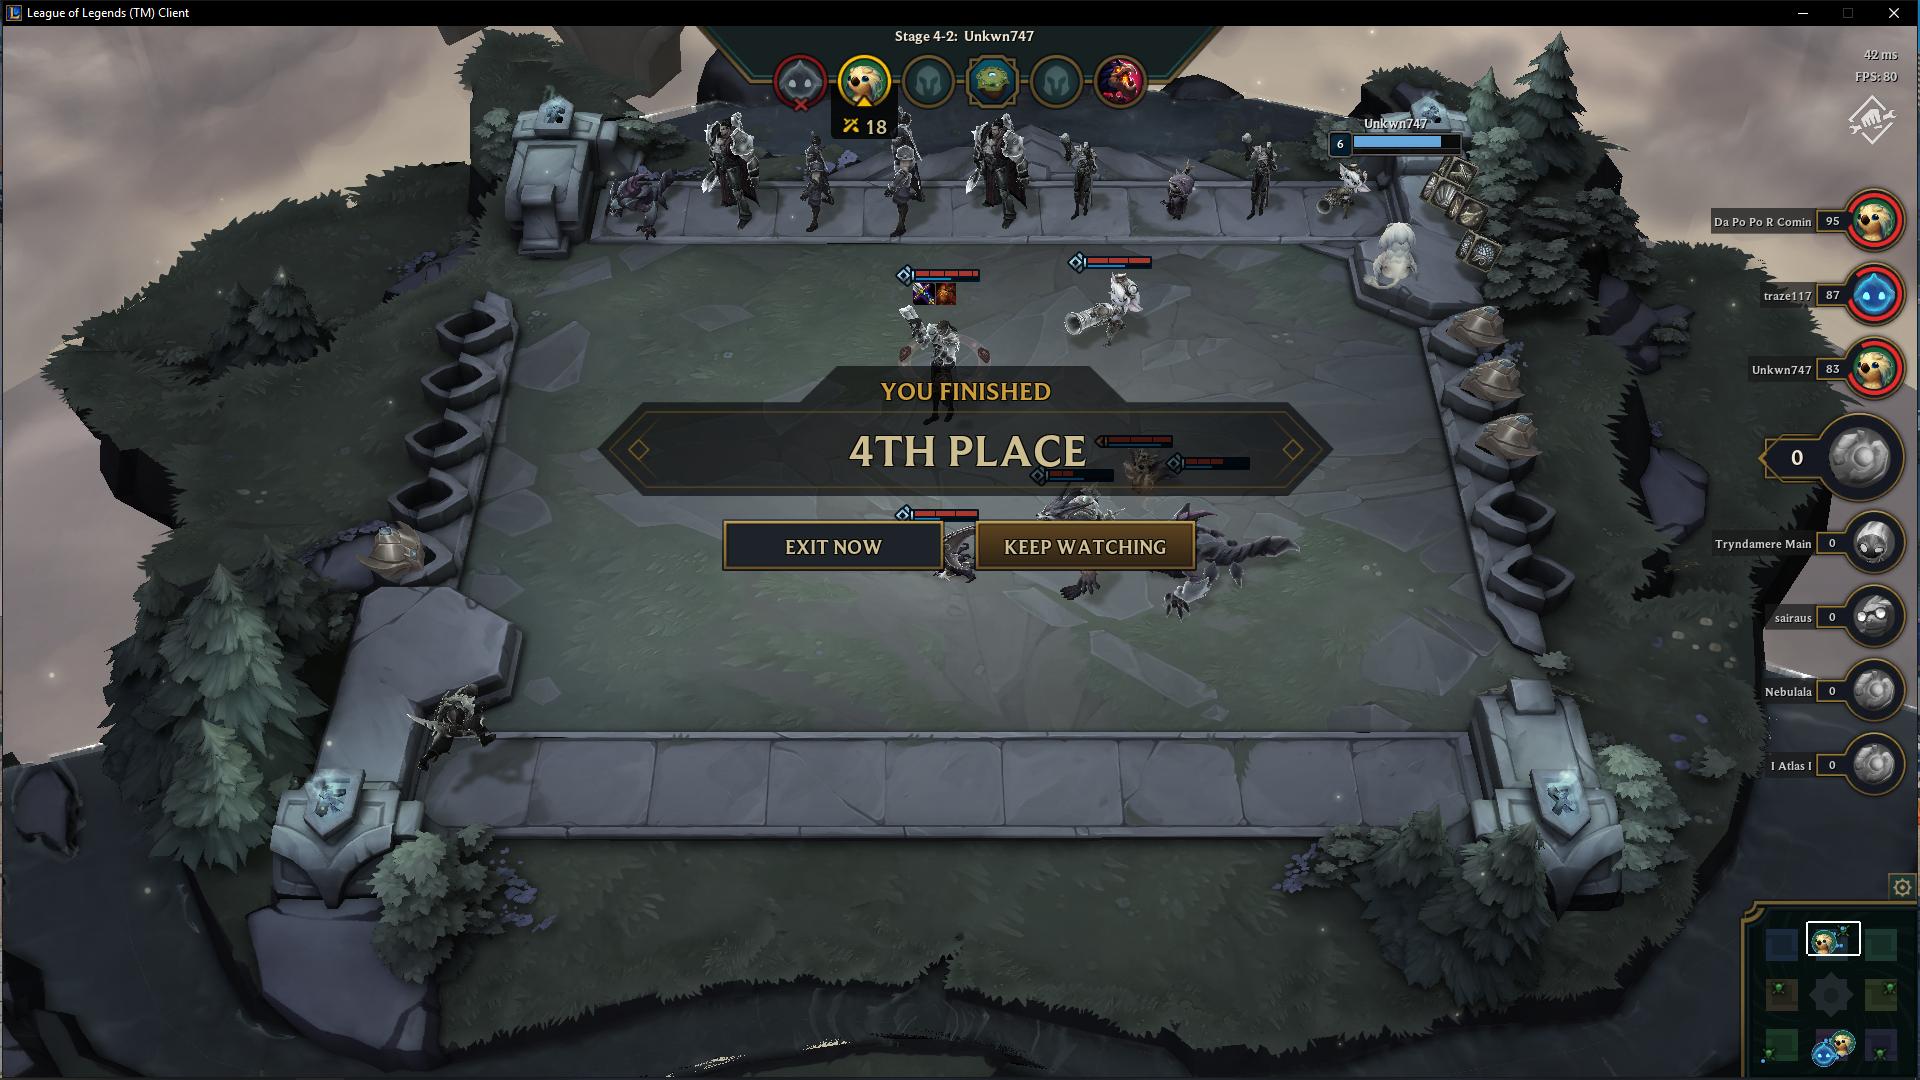 League of Legends (TM) Client
Stage 4-2: Unkwn747
42 ms
FPS: 80
18
Unkwn747
6
Da Po Po R Comin 95
traze117 87
Unkwn747 83
YOU FINISHED
4TH PLACE
0
EXIT NOW
KEEP WATCHING
Tryndamere Main 0
sairaus 0
Nebulala 0
I Atlas I 0